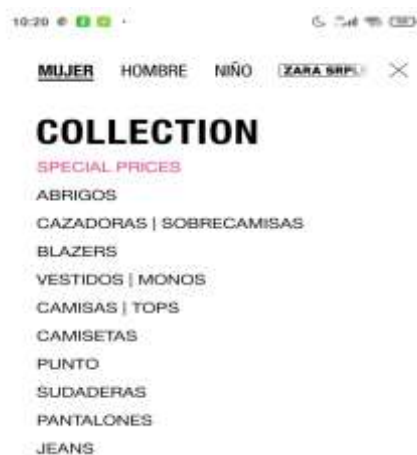 10:20
MUJER HOMBRE NIÑO ZARA SRPL
COLLECTION
SPECIAL PRICES
ABRIGOS
CAZADORAS | SOBRECAMISAS
BLAZERS
VESTIDOS | MONOS
CAMISAS | TOPS
CAMISETAS
PUNTO
SUDADERAS
PANTALONES
JEANS